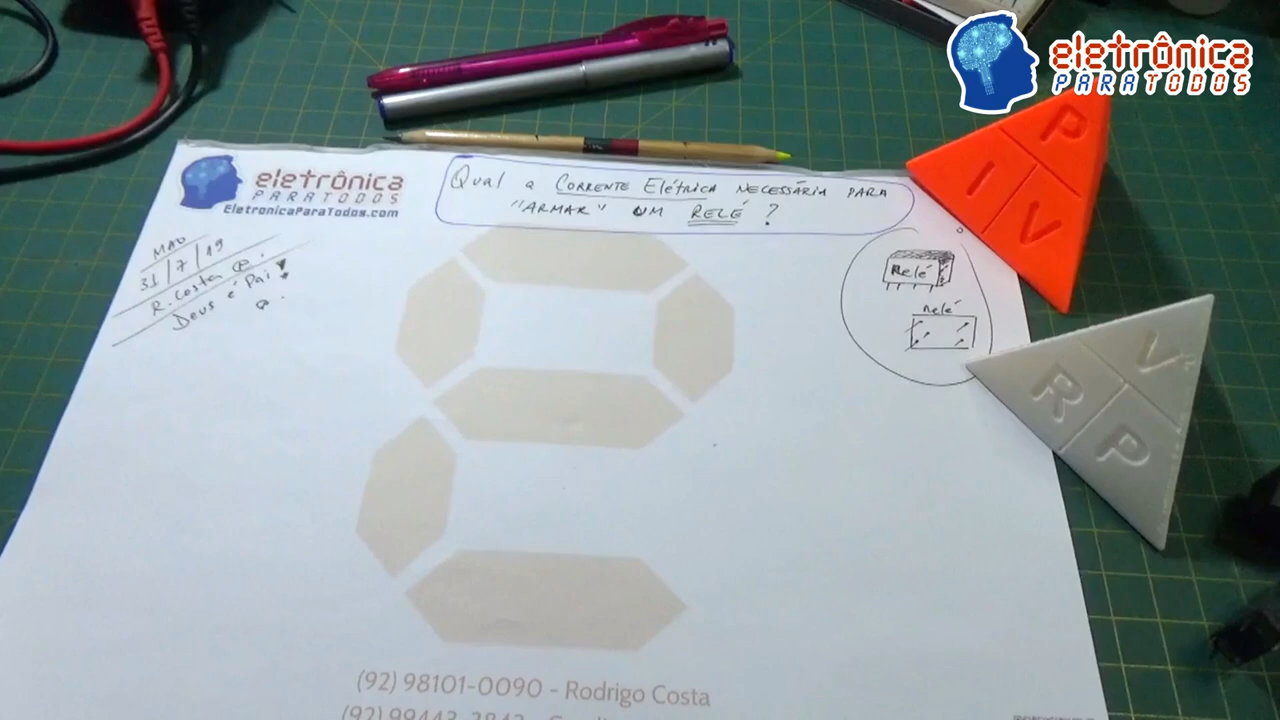 eletrônica
PARATODOS
eletrônica
PARATODOS
EletronicaParaTodos.com
Qual a CORRENTE ELÉTRICA NECESSÁRIA PARA
"ARMAR" UM RELÉ ?
MAO
31/7/19
R. Costa
Deus é Pai!
Relé
Relé
P
I
V
V
R
P
(92) 98101-0090 - Rodrigo Costa